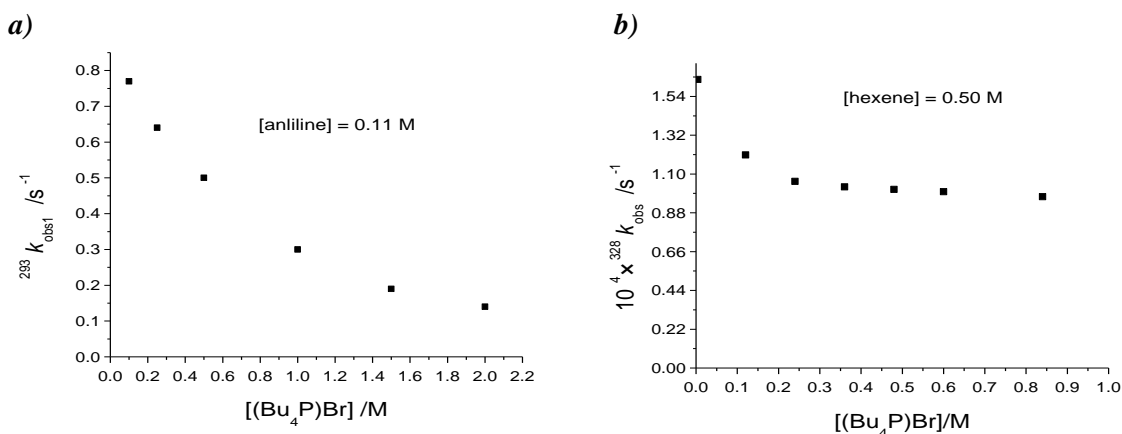 a)
0.8
0.7
0.6
0.5
0.4
0.3
0.2
0.1
0.0
0.0 0.2 0.4 0.6 0.8 1.0 1.2 1.4 1.6 1.8 2.0 2.2
[anliline] = 0.11 M
²⁹³ k_obs1 /s⁻¹
[(Bu₄P)Br] /M
b)
1.54
1.32
1.10
0.88
0.66
0.44
0.22
0.00
0.0 0.1 0.2 0.3 0.4 0.5 0.6 0.7 0.8 0.9 1.0
[hexene] = 0.50 M
10⁴ x ³²⁸ k_obs /s⁻¹
[(Bu₄P)Br]/M